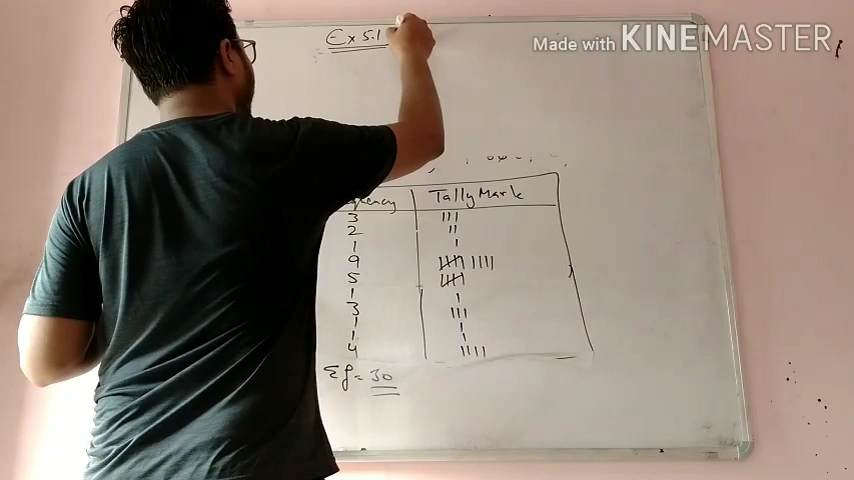 Made with KINEMASTER
Ex 5.1
Tally Mark
3 |||
2 ||
1 |
9 |||| ||||
5 ||||
1 |
3 |||
1 |
1 |
4 ||||
Σf = 30